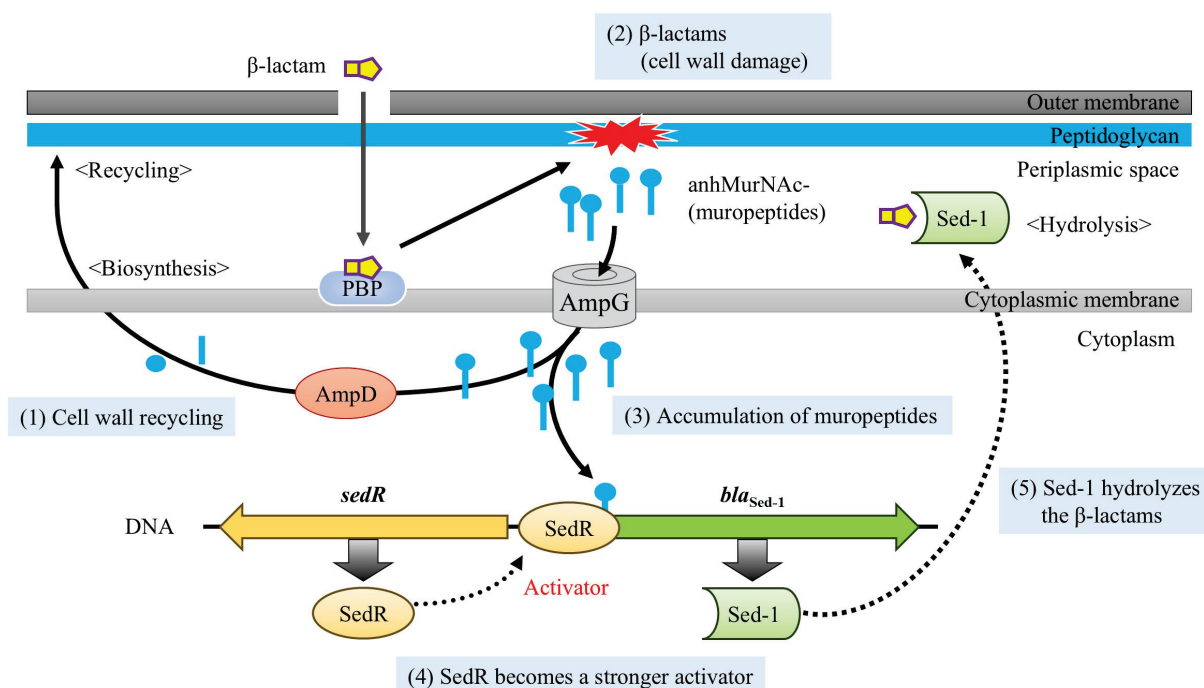 (2) β-lactams
(cell wall damage)
β-lactam
Outer membrane
Peptidoglycan
<Recycling>
Periplasmic space
anhMurNAc-
(muropeptides)
Sed-1
<Hydrolysis>
<Biosynthesis>
PBP
AmpG
Cytoplasmic membrane
Cytoplasm
AmpD
(1) Cell wall recycling
(3) Accumulation of muropeptides
sedR
blaSed-1
(5) Sed-1 hydrolyzes
the β-lactams
DNA
SedR
Activator
SedR
Sed-1
(4) SedR becomes a stronger activator